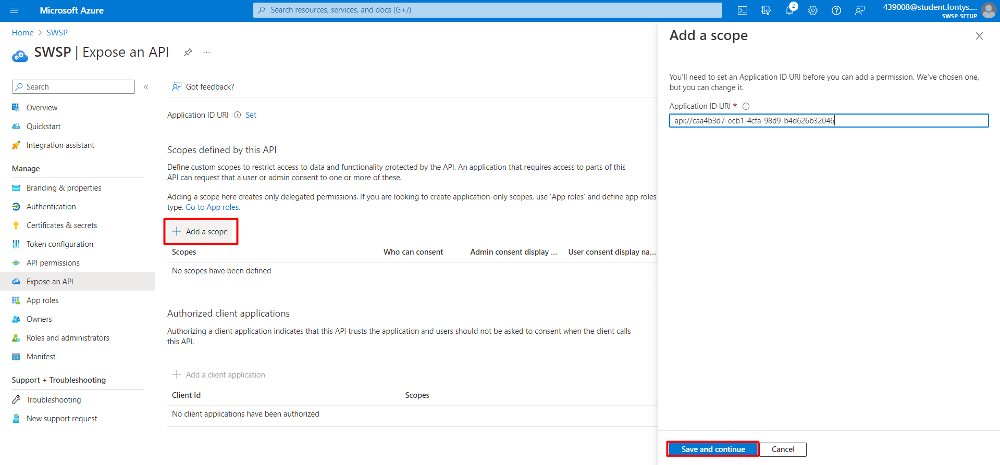 Microsoft Azure
Search resources, services, and docs (G+/)
2
439008@student.fontys....
SWSP-SETUP
Home > SWSP
SWSP | Expose an API
...
Search
«
Overview
Quickstart
Integration assistant
Manage
Branding & properties
Authentication
Certificates & secrets
Token configuration
API permissions
Expose an API
App roles
Owners
Roles and administrators
Manifest
Support + Troubleshooting
Troubleshooting
New support request
Got feedback?
Application ID URI Set
Scopes defined by this API
Define custom scopes to restrict access to data and functionality protected by the API. An application that requires access to parts of this
API can request that a user or admin consent to one or more of these.
Adding a scope here creates only delegated permissions. If you are looking to create application-only scopes, use 'App roles' and define app roles
type. Go to App roles.
+ Add a scope
Scopes Who can consent Admin consent display ... User consent display na...
No scopes have been defined
Authorized client applications
Authorizing a client application indicates that this API trusts the application and users should not be asked to consent when the client calls
this API.
+ Add a client application
Client Id Scopes
No client applications have been authorized
Add a scope
You'll need to set an Application ID URI before you can add a permission. We've chosen one,
but you can change it.
Application ID URI *
api://caa4b3d7-ecb1-4cfa-98d9-b4d626b32046
Save and continue Cancel